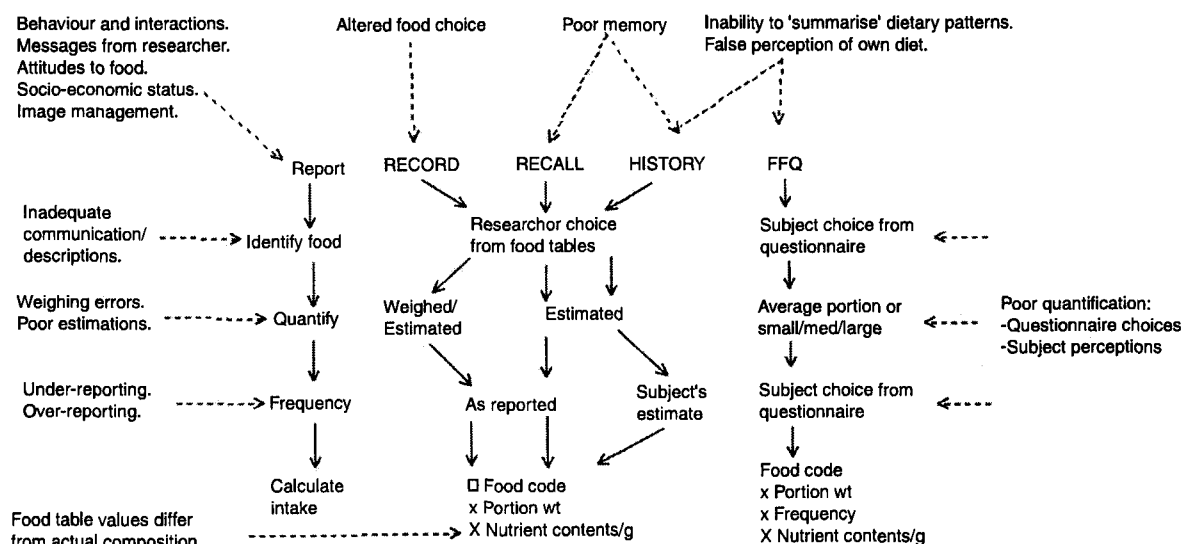 Behaviour and interactions.
Messages from researcher.
Attitudes to food.
Socio-economic status.
Image management.
Altered food choice
Poor memory
Inability to 'summarise' dietary patterns.
False perception of own diet.
Report
RECORD
RECALL
HISTORY
FFQ
Inadequate
communication/
descriptions.
Identify food
Researchor choice
from food tables
Subject choice from
questionnaire
Weighing errors.
Poor estimations.
Quantify
Weighed/
Estimated
Estimated
Average portion or
small/med/large
Poor quantification:
-Questionnaire choices
-Subject perceptions
Under-reporting.
Over-reporting.
Frequency
As reported
Subject's
estimate
Subject choice from
questionnaire
Calculate
intake
☐ Food code
x Portion wt
X Nutrient contents/g
Food code
x Portion wt
x Frequency
X Nutrient contents/g
Food table values differ
from actual composition